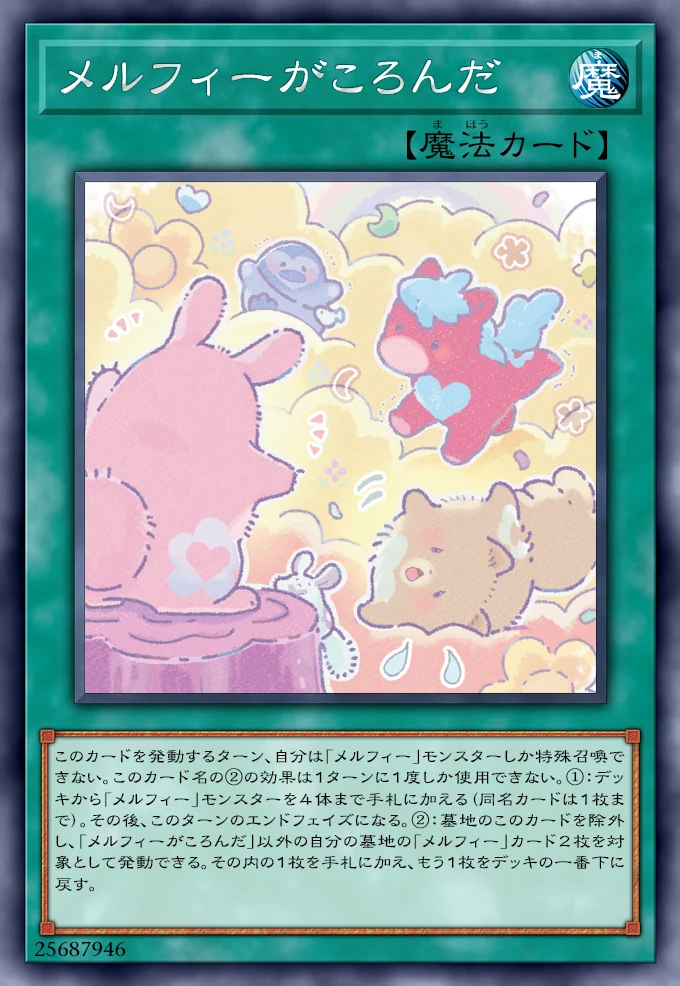 メルフィーがころんだ
魔
ま
【魔法カード】
ま ほう
このカードを発動するターン、自分は「メルフィー」モンスターしか特殊召喚で
きない。このカード名の②の効果は1ターンに1度しか使用できない。①：デッ
キから「メルフィー」モンスターを4体まで手札に加える(同名カードは1枚ま
で)。その後、このターンのエンドフェイズになる。②：墓地のこのカードを除外
し、「メルフィーがころんだ」以外の自分の墓地の「メルフィー」カード2枚を対
象として発動できる。その内の1枚を手札に加え、もう1枚をデッキの一番下に
戻す。
25687946